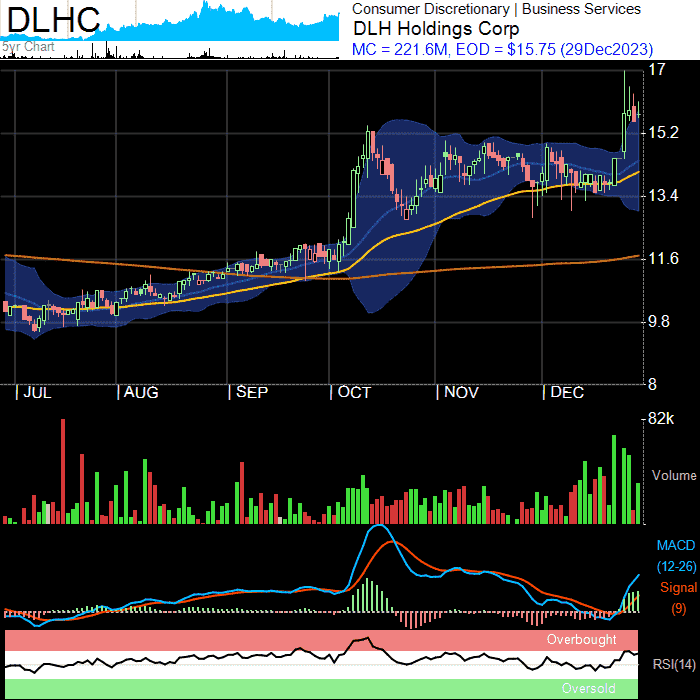 DLHC
5yr Chart
Consumer Discretionary | Business Services
DLH Holdings Corp
MC = 221.6M, EOD = $15.75 (29Dec2023)
17
15.2
13.4
11.6
9.8
8
| JUL | AUG | SEP | OCT | NOV | DEC
82k
Volume
MACD
(12-26)
Signal
(9)
Overbought
RSI(14)
Oversold